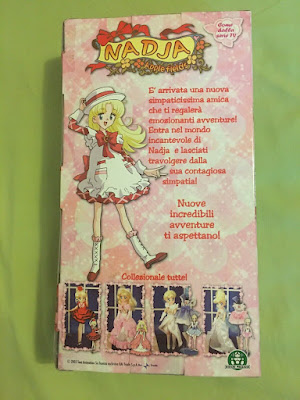 Come
dalla
serie TV
NADJA
E' arrivata una nuova
simpaticissima amica
che ti regalerà
emozionanti avventure!
Entra nel mondo
incantevole di
Nadja e lasciati
travolgere dalla
sua contagiosa
simpatia!
Nuove
incredibili
avventure
ti aspettano!
Collezionale tutte!